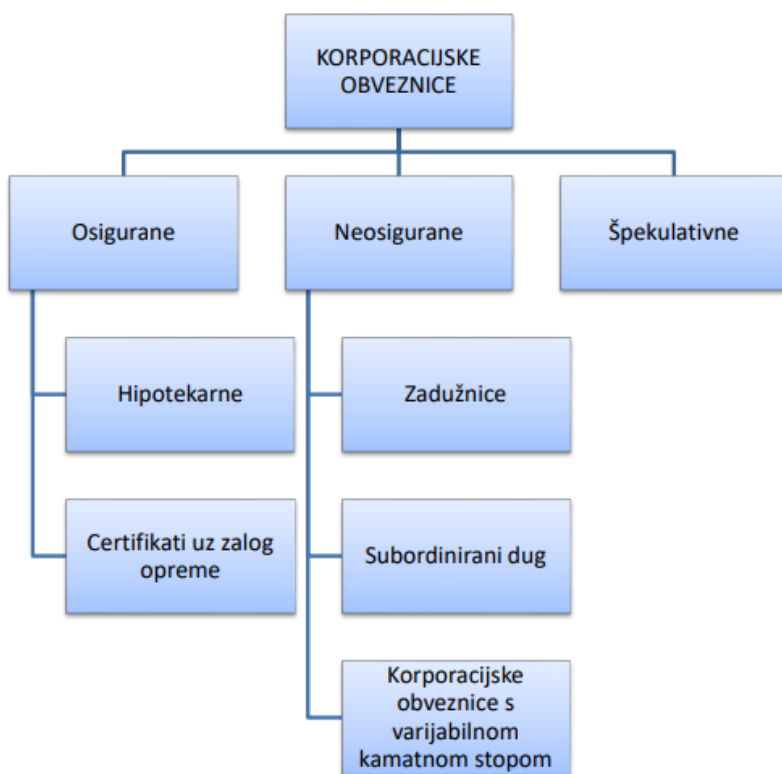 KORPORACIJSKE
OBVEZNICE
Osigurane
Neosigurane
Špekulativne
Hipotekarne
Zadužnice
Certifikati uz zalog
opreme
Subordinirani dug
Korporacijske
obveznice s
varijabilnom
kamatnom stopom